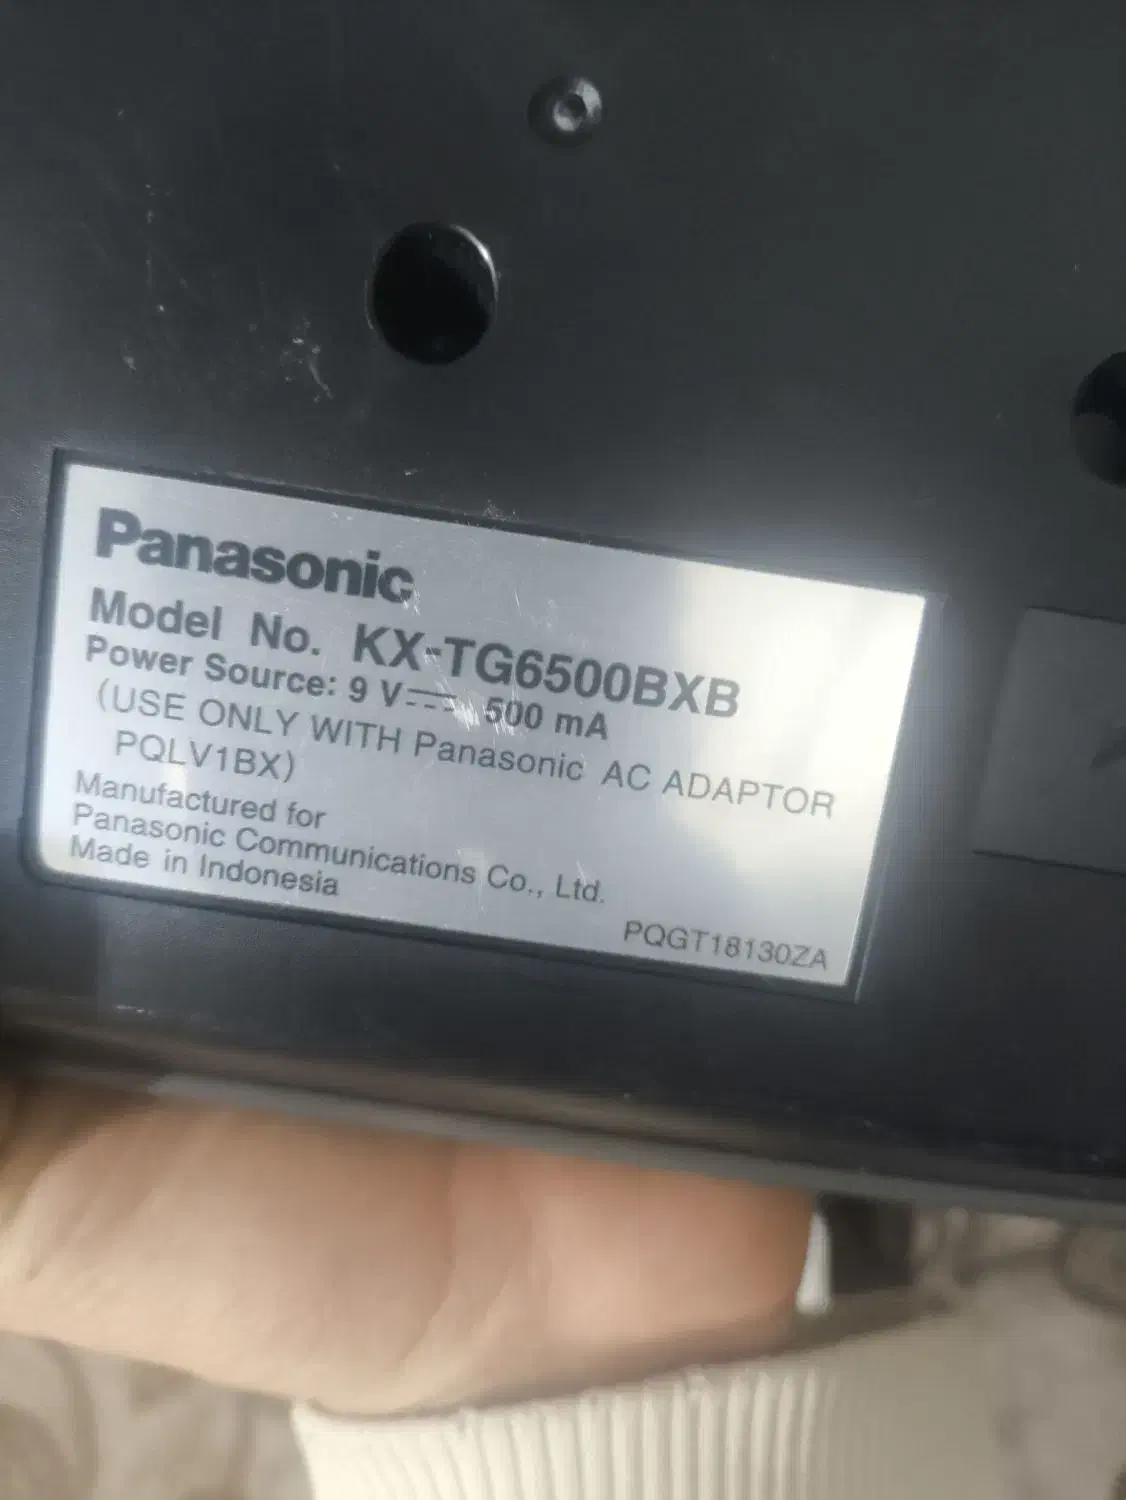 Panasonic
Model No. KX-TG6500BXB
Power Source: 9 V⎓ 500 mA
(USE ONLY WITH Panasonic AC ADAPTOR
PQLV1BX)
Manufactured for
Panasonic Communications Co., Ltd.
Made in Indonesia
PQGT18130ZA